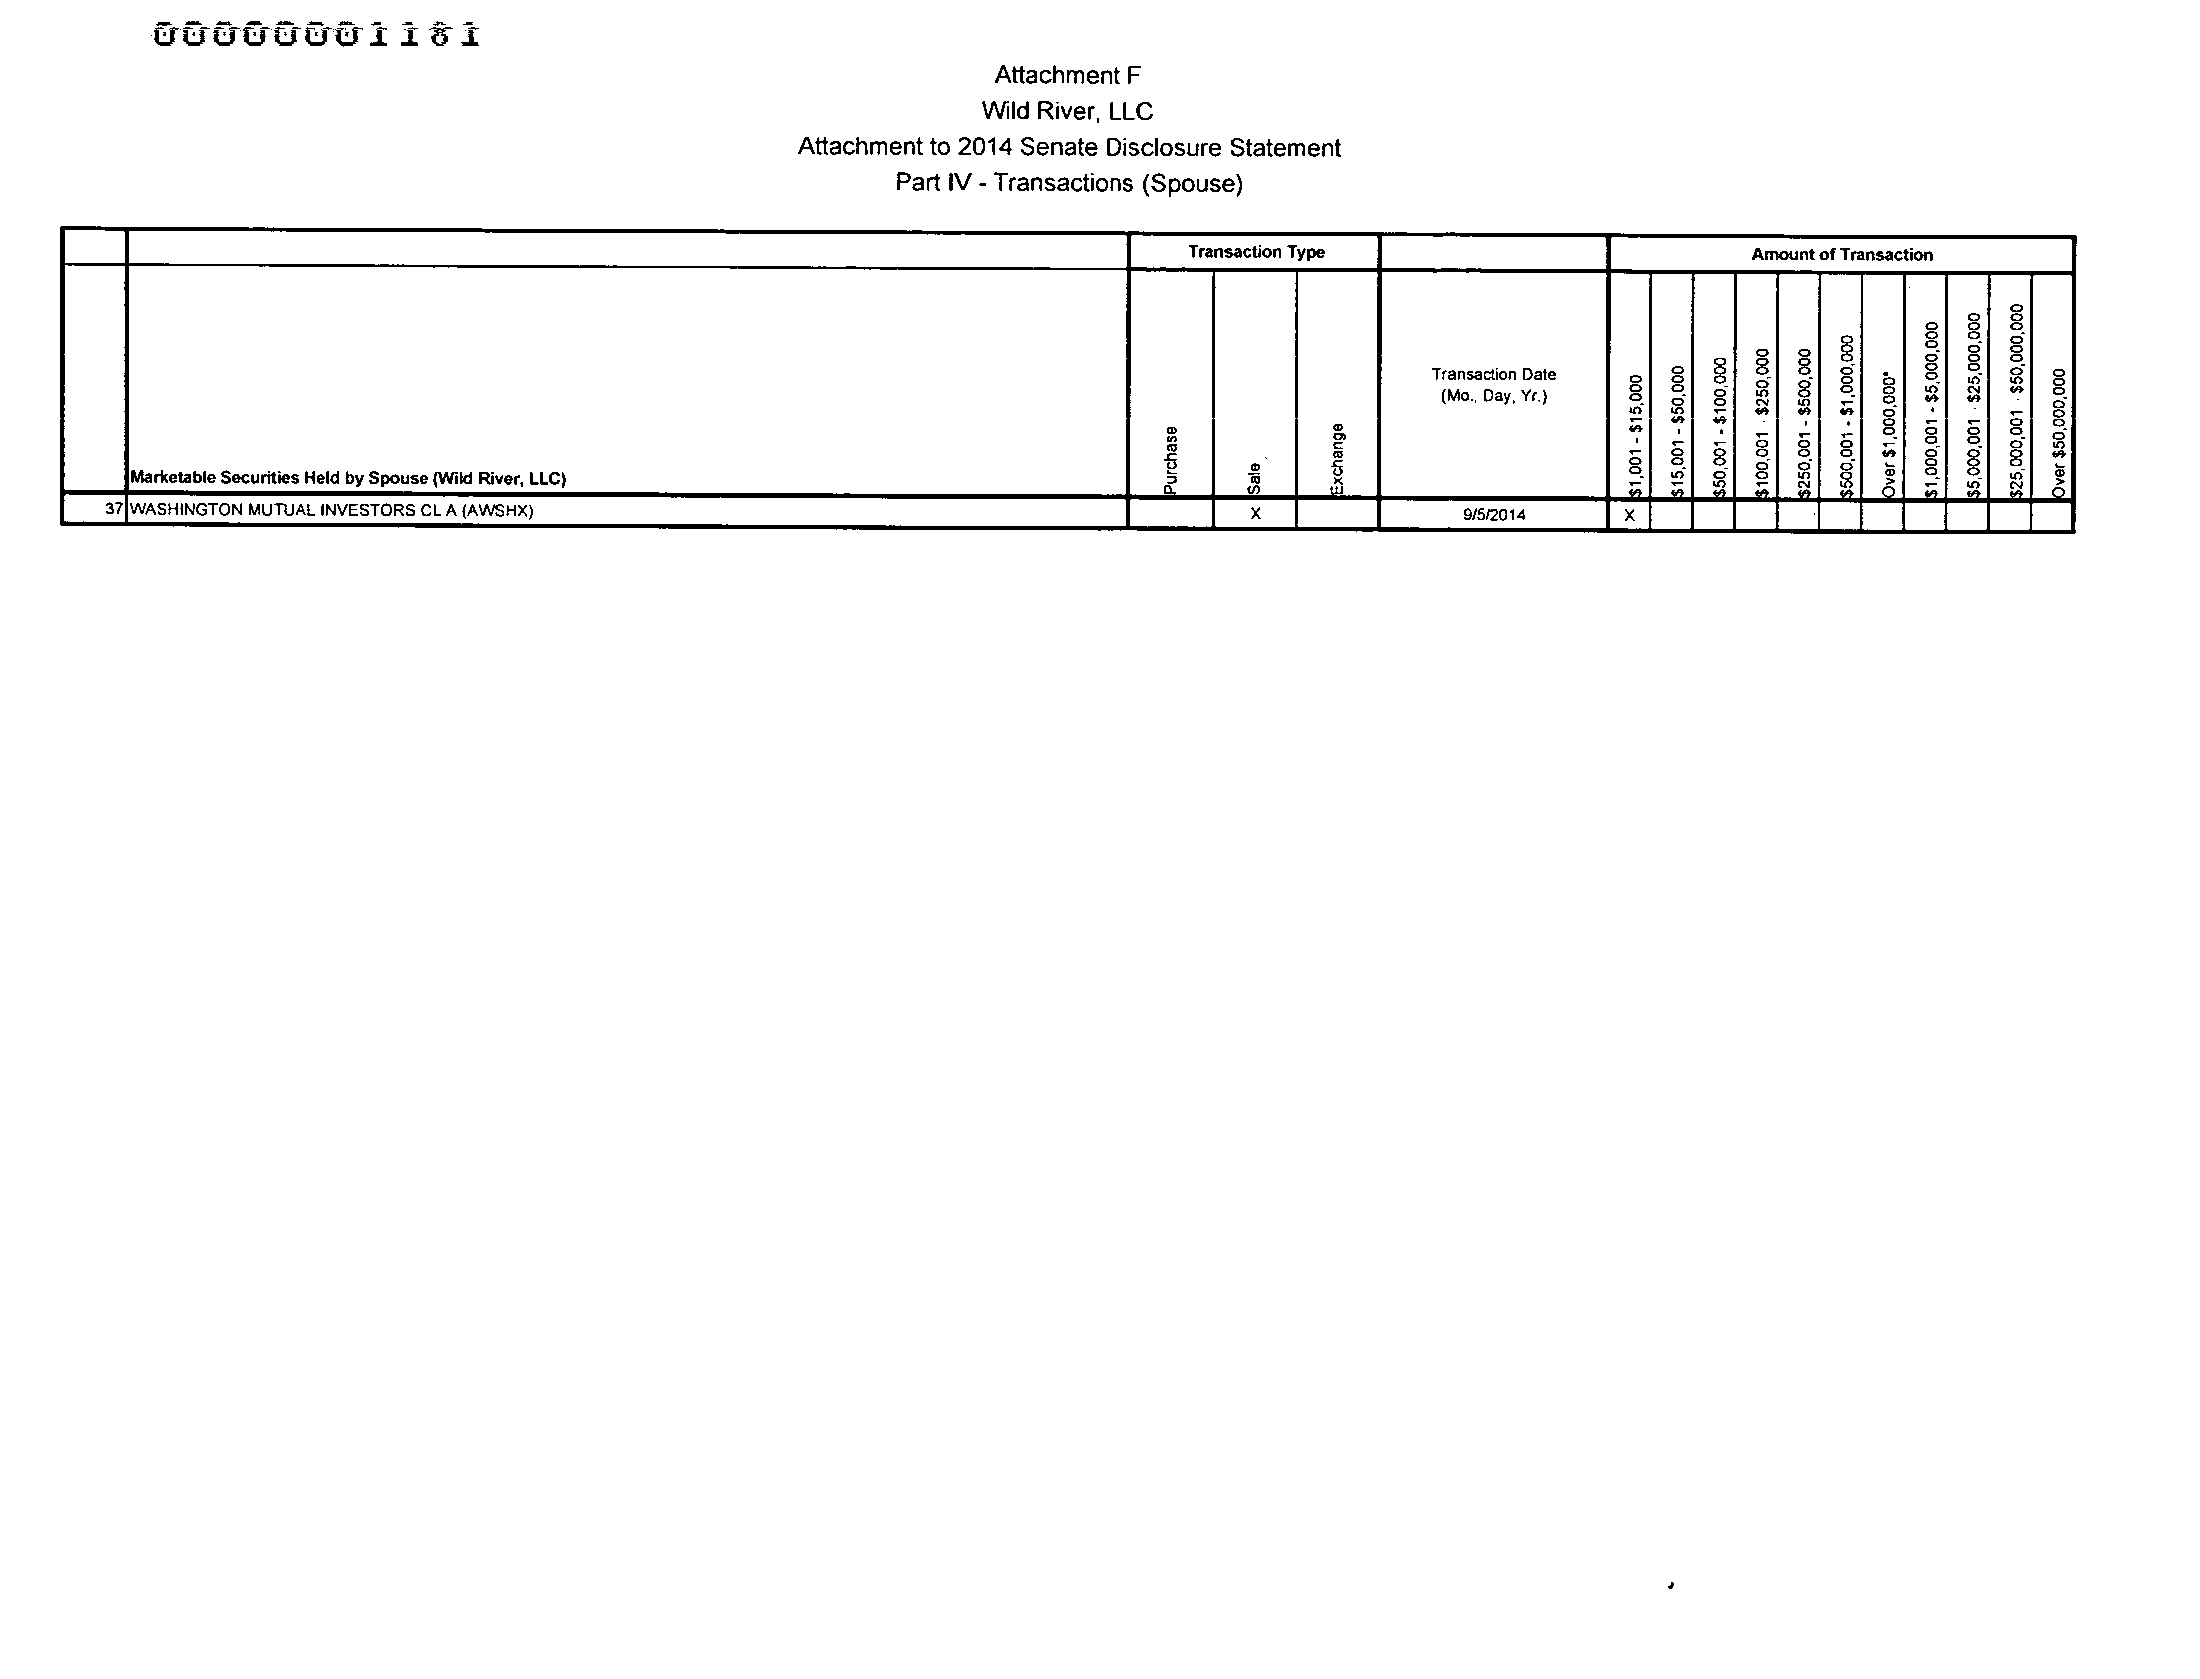 00000001181
Attachment F
Wild River, LLC
Attachment to 2014 Senate Disclosure Statement
Part IV - Transactions (Spouse)
Transaction Type
Amount of Transaction
Marketable Securities Held by Spouse (Wild River, LLC)
Purchase
Sale
Exchange
Transaction Date
(Mo., Day, Yr.)
$1,001 - $15,000
$15,001 - $50,000
$50,001 - $100,000
$100,001 - $250,000
$250,001 - $500,000
$500,001 - $1,000,000
Over $1,000,000*
$1,000,001 - $5,000,000
$5,000,001 - $25,000,000
$25,000,001 - $50,000,000
Over $50,000,000
37 WASHINGTON MUTUAL INVESTORS CL A (AWSHX) X 9/5/2014 X